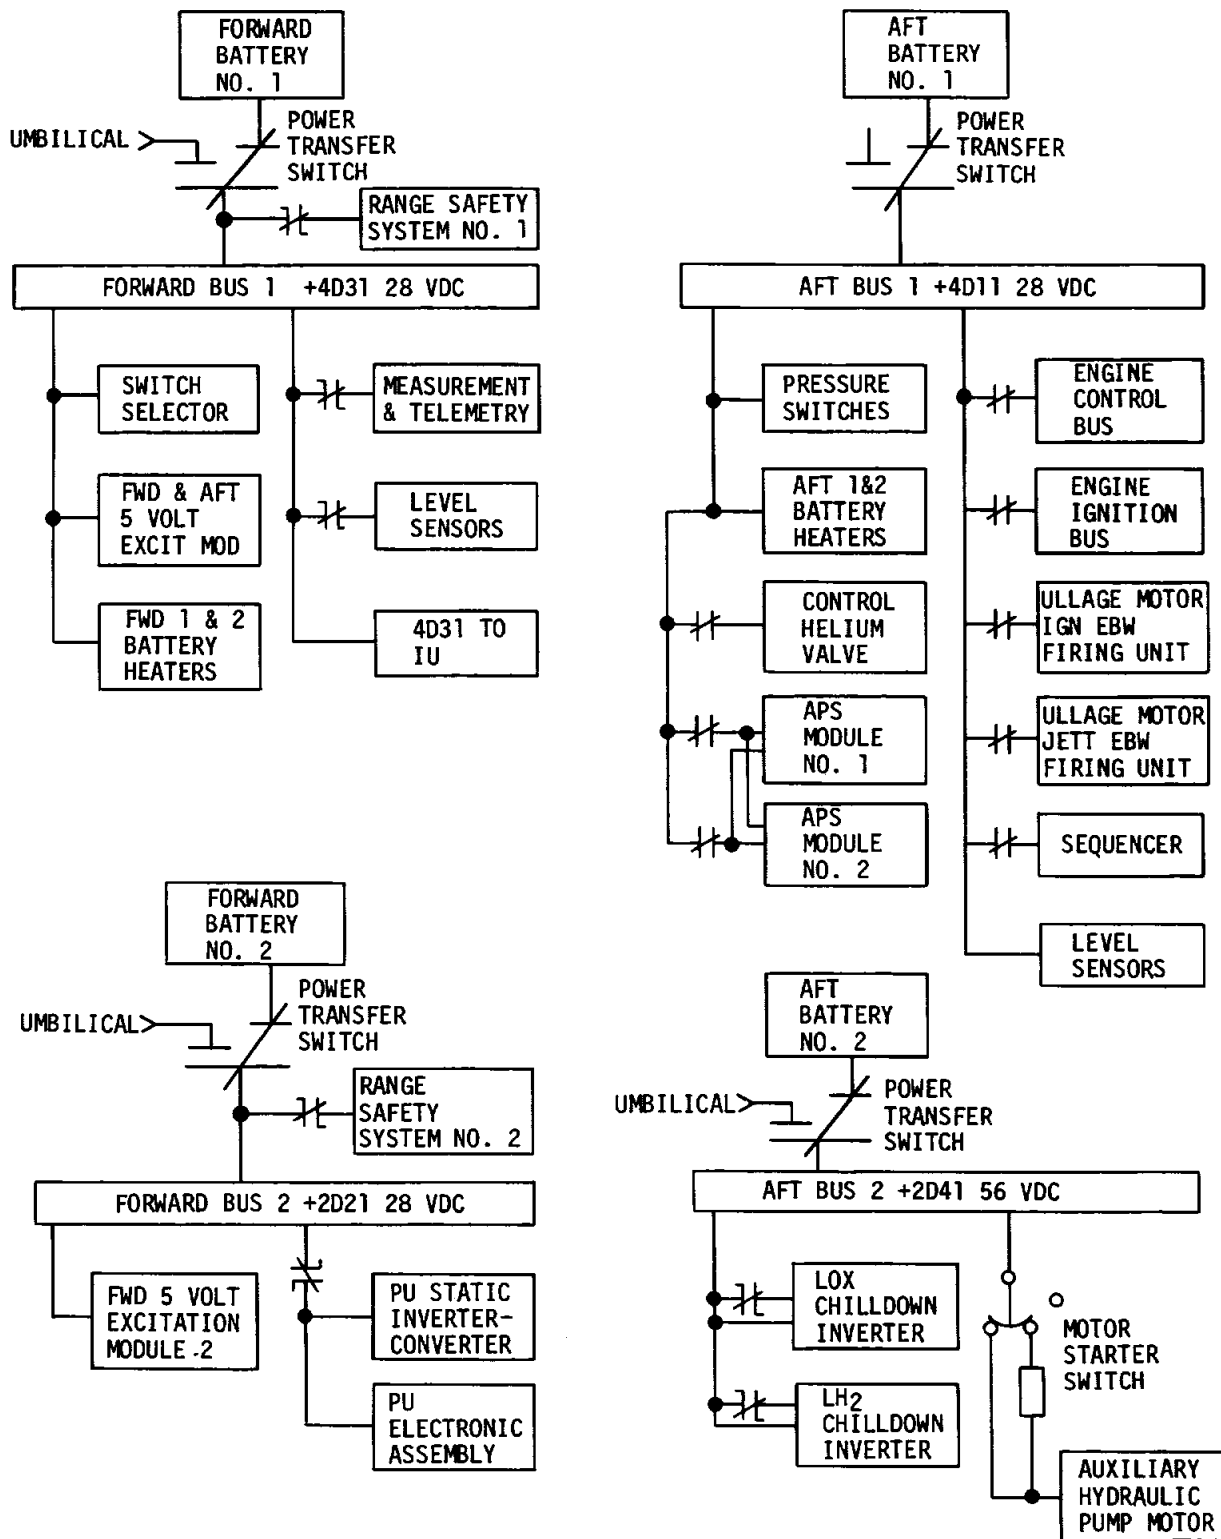 FORWARD
BATTERY
NO. 1
UMBILICAL
POWER
TRANSFER
SWITCH
RANGE SAFETY
SYSTEM NO. 1
FORWARD BUS 1 +4D31 28 VDC
SWITCH
SELECTOR
MEASUREMENT
& TELEMETRY
FWD & AFT
5 VOLT
EXCIT MOD
LEVEL
SENSORS
FWD 1 & 2
BATTERY
HEATERS
4D31 TO
IU
AFT
BATTERY
NO. 1
POWER
TRANSFER
SWITCH
AFT BUS 1 +4D11 28 VDC
PRESSURE
SWITCHES
ENGINE
CONTROL
BUS
AFT 1&2
BATTERY
HEATERS
ENGINE
IGNITION
BUS
CONTROL
HELIUM
VALVE
ULLAGE MOTOR
IGN EBW
FIRING UNIT
APS
MODULE
NO. 1
ULLAGE MOTOR
JETT EBW
FIRING UNIT
APS
MODULE
NO. 2
SEQUENCER
LEVEL
SENSORS
FORWARD
BATTERY
NO. 2
UMBILICAL
POWER
TRANSFER
SWITCH
RANGE
SAFETY
SYSTEM NO. 2
FORWARD BUS 2 +2D21 28 VDC
FWD 5 VOLT
EXCITATION
MODULE 2
PU STATIC
INVERTER-
CONVERTER
PU
ELECTRONIC
ASSEMBLY
AFT
BATTERY
NO. 2
UMBILICAL
POWER
TRANSFER
SWITCH
AFT BUS 2 +2D41 56 VDC
LOX
CHILLDOWN
INVERTER
MOTOR
STARTER
SWITCH
LH2
CHILLDOWN
INVERTER
AUXILIARY
HYDRAULIC
PUMP MOTOR